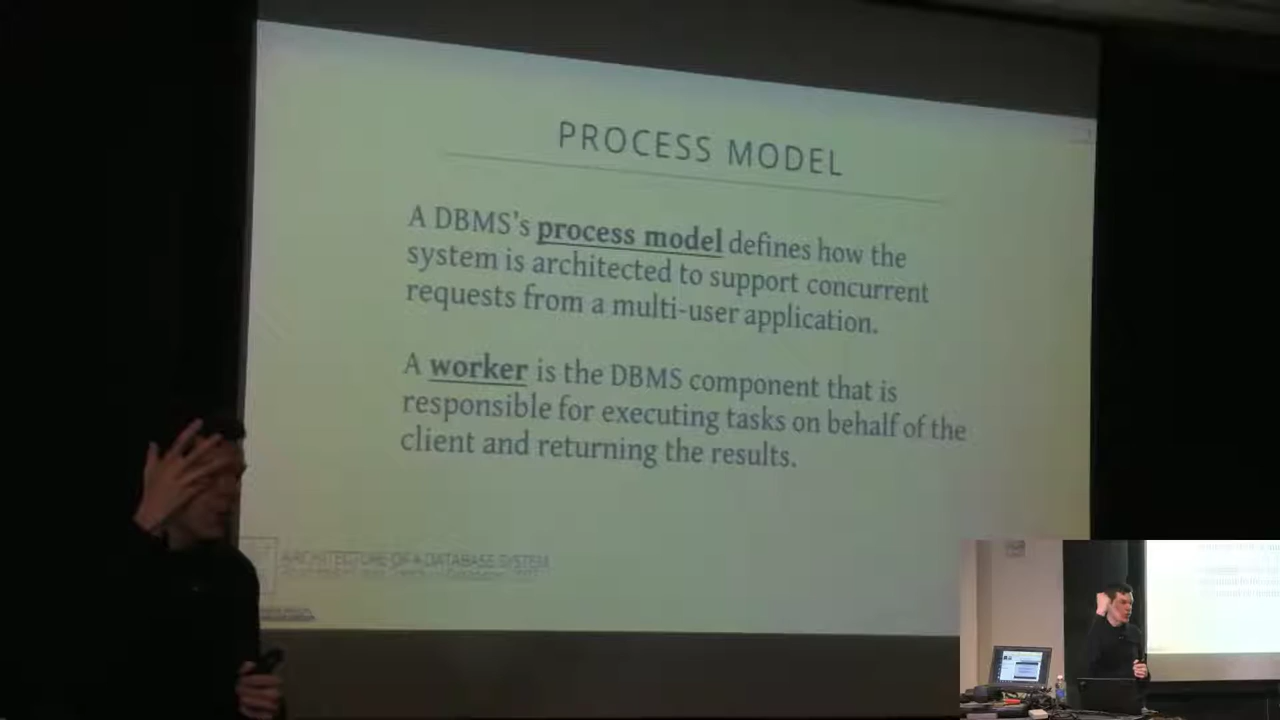 PROCESS MODEL
A DBMS's process model defines how the
system is architected to support concurrent
requests from a multi-user application.
A worker is the DBMS component that is
responsible for executing tasks on behalf of the
client and returning the results.
ARCHITECTURE OF A DATABASE SYSTEM